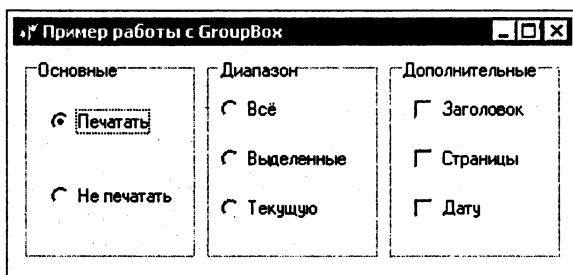 Пример работы с GroupBox
Основные
Печатать
Не печатать
Диапазон
Всё
Выделенные
Текущую
Дополнительные
Заголовок
Страницы
Дату